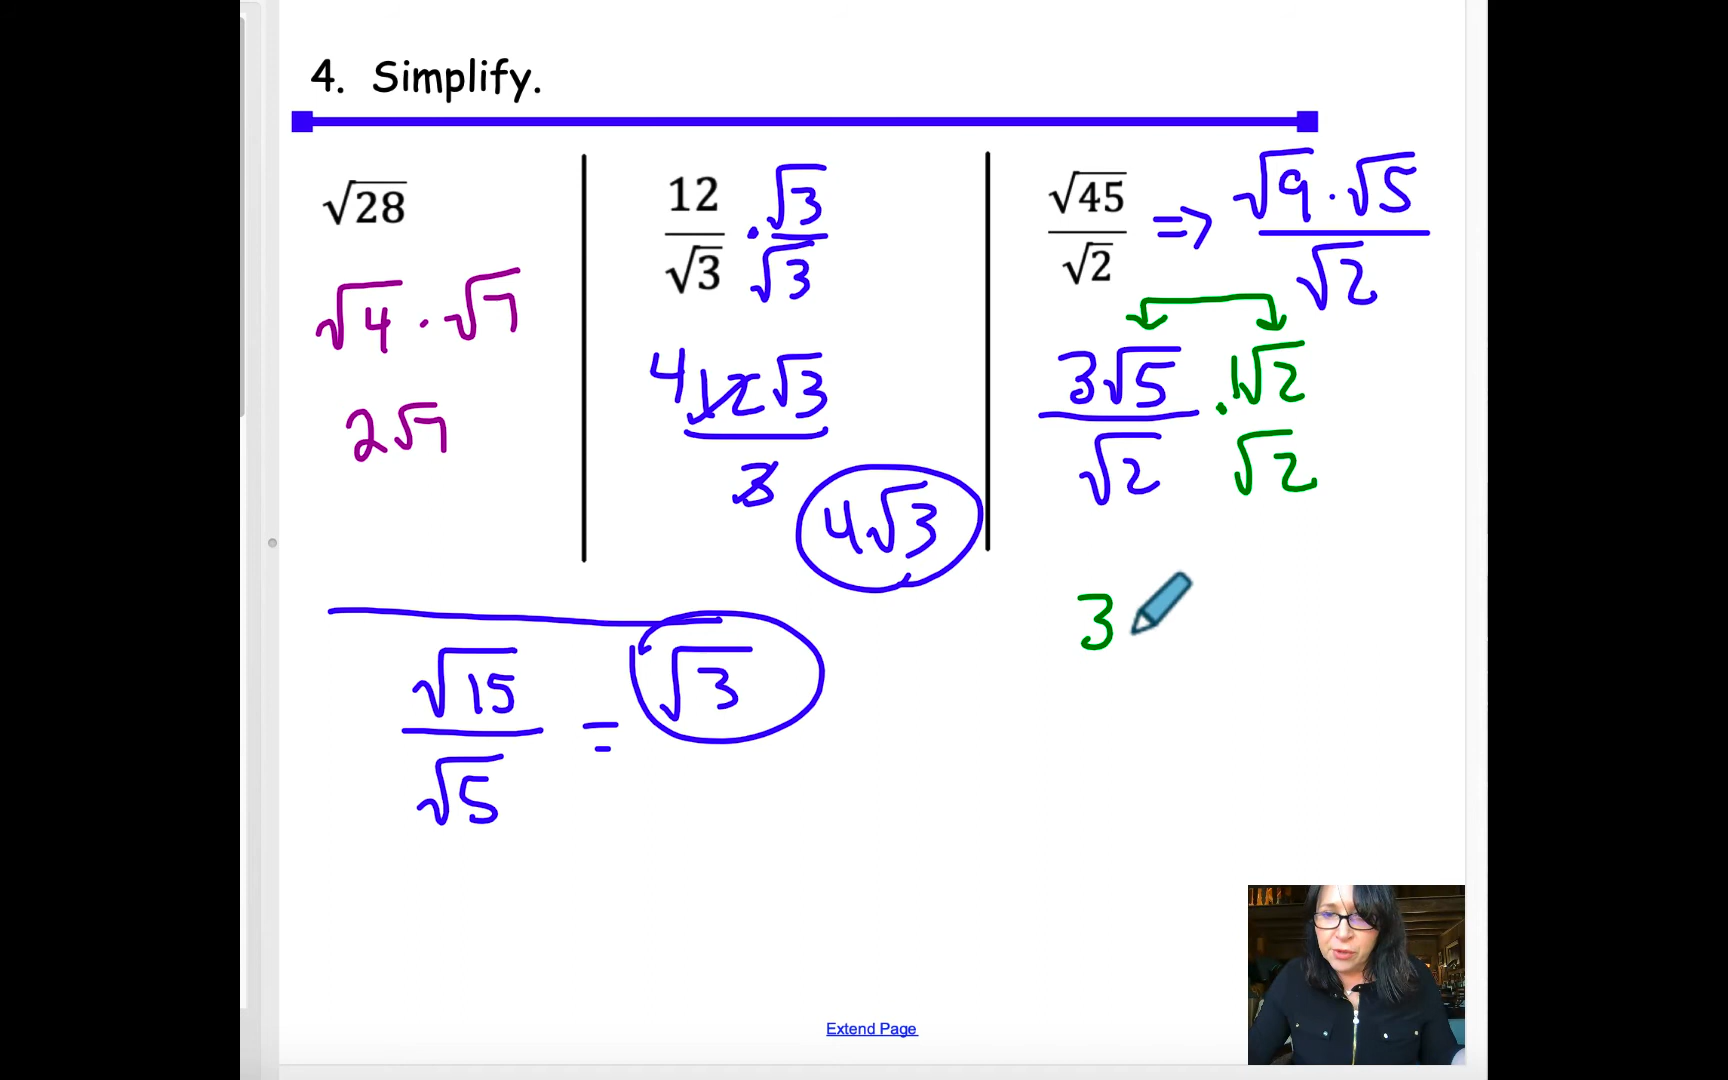 4. Simplify.
√28
√4 · √7
2√7
12/√3 · √3/√3
4 12√3
3
4√3
√45/√2 => √9 · √5/√2
3√5/√2 · 1√2/√2
3
√15/√5 = √3
Extend Page